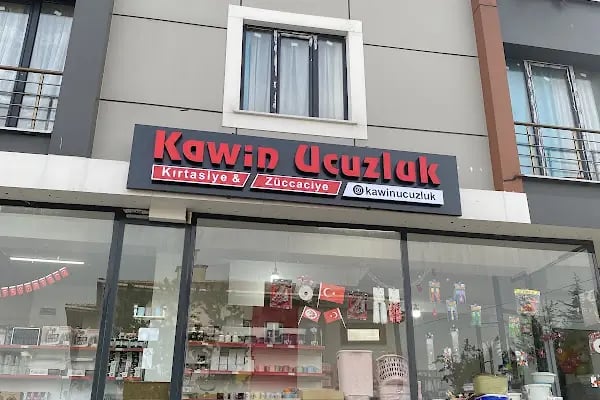 Kawin Ucuzluk
Kırtasiye & Züccaciye kawinucuzluk